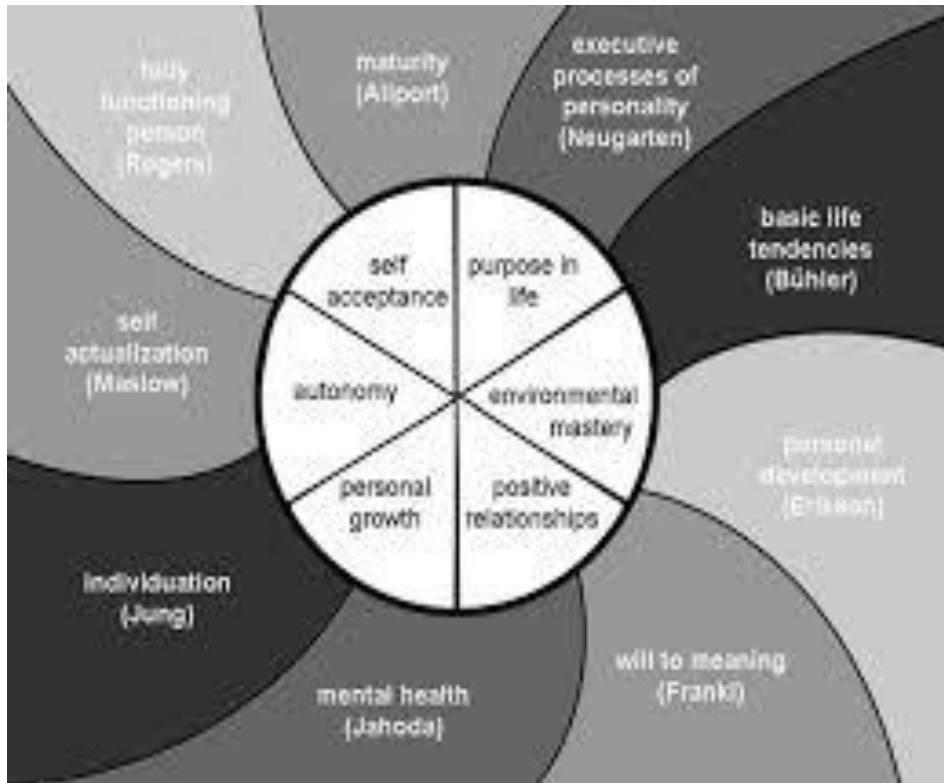 fully
functioning
person
(Rogers)
maturity
(Allport)
executive
processes of
personality
(Neugarten)
basic life
tendencies
(Bühler)
personal
development
(Erikson)
will to meaning
(Frankl)
mental health
(Jahoda)
individuation
(Jung)
self
actualization
(Maslow)
self
acceptance
purpose in
life
environmental
mastery
positive
relationships
personal
growth
autonomy